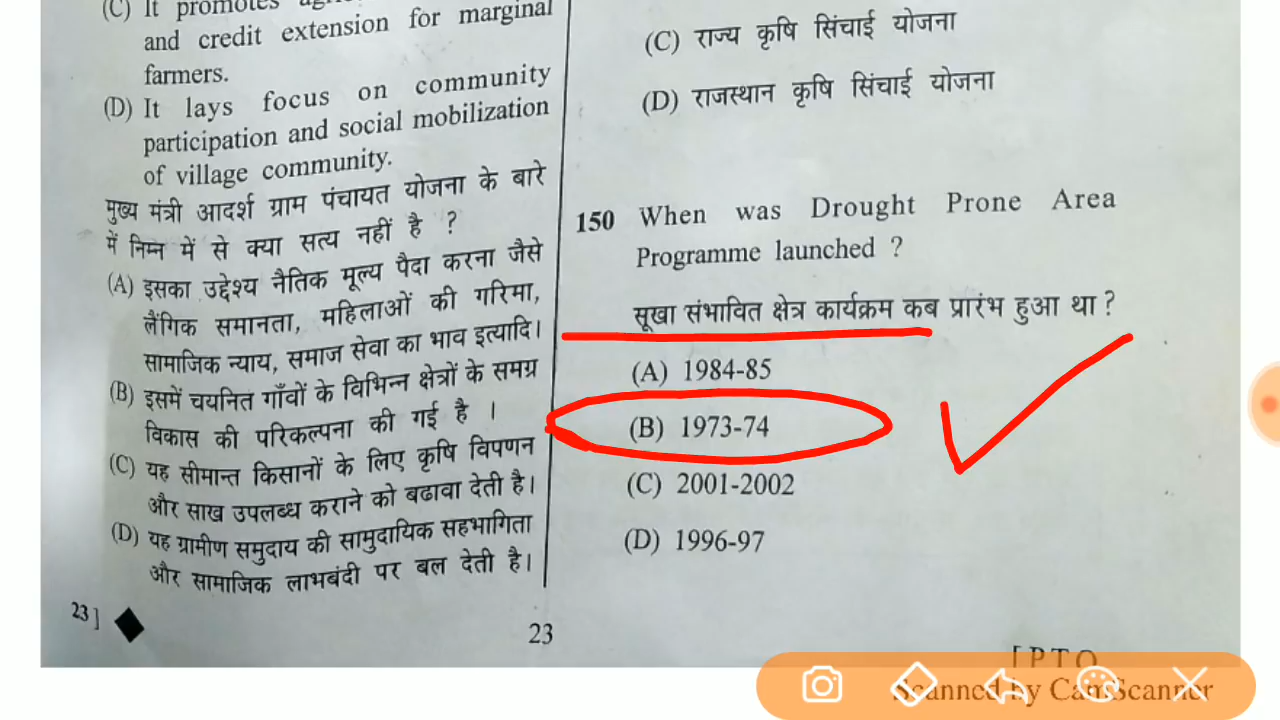 (C) It promotes
and credit extension for marginal
farmers.
(D) It lays focus on community
participation and social mobilization
of village community.
मुख्य मंत्री आदर्श ग्राम पंचायत योजना के बारे
में निम्न में से क्या सत्य नहीं है ?
(A) इसका उद्देश्य नैतिक मूल्य पैदा करना जैसे
लैंगिक समानता, महिलाओं की गरिमा,
सामाजिक न्याय, समाज सेवा का भाव इत्यादि।
(B) इसमें चयनित गाँवों के विभिन्न क्षेत्रों के समग्र
विकास की परिकल्पना की गई है ।
(C) यह सीमान्त किसानों के लिए कृषि विपणन
और साख उपलब्ध कराने को बढावा देती है।
(D) यह ग्रामीण समुदाय की सामुदायिक सहभागिता
और सामाजिक लाभबंदी पर बल देती है।
23 ]
23
(C) राज्य कृषि सिंचाई योजना
(D) राजस्थान कृषि सिंचाई योजना
150 When was Drought Prone Area
Programme launched ?
सूखा संभावित क्षेत्र कार्यक्रम कब प्रारंभ हुआ था ?
(A) 1984-85
(B) 1973-74
(C) 2001-2002
(D) 1996-97
[ P T O
Scanned by CamScanner